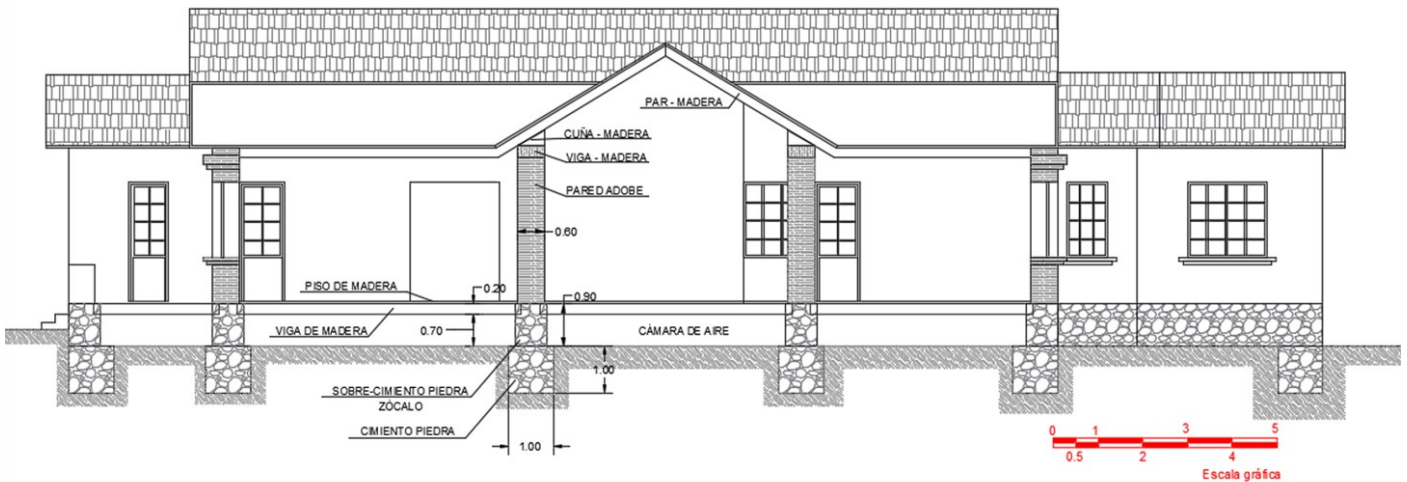 PAR - MADERA
CUÑA - MADERA
VIGA - MADERA
PARED ADOBE
0.60
PISO DE MADERA
0.20
0.90
VIGA DE MADERA
0.70
CÁMARA DE AIRE
1.00
SOBRE-CIMIENTO PIEDRA
ZÓCALO
CIMIENTO PIEDRA
1.00
0 1 3 5
0.5 2 4
Escala gráfica